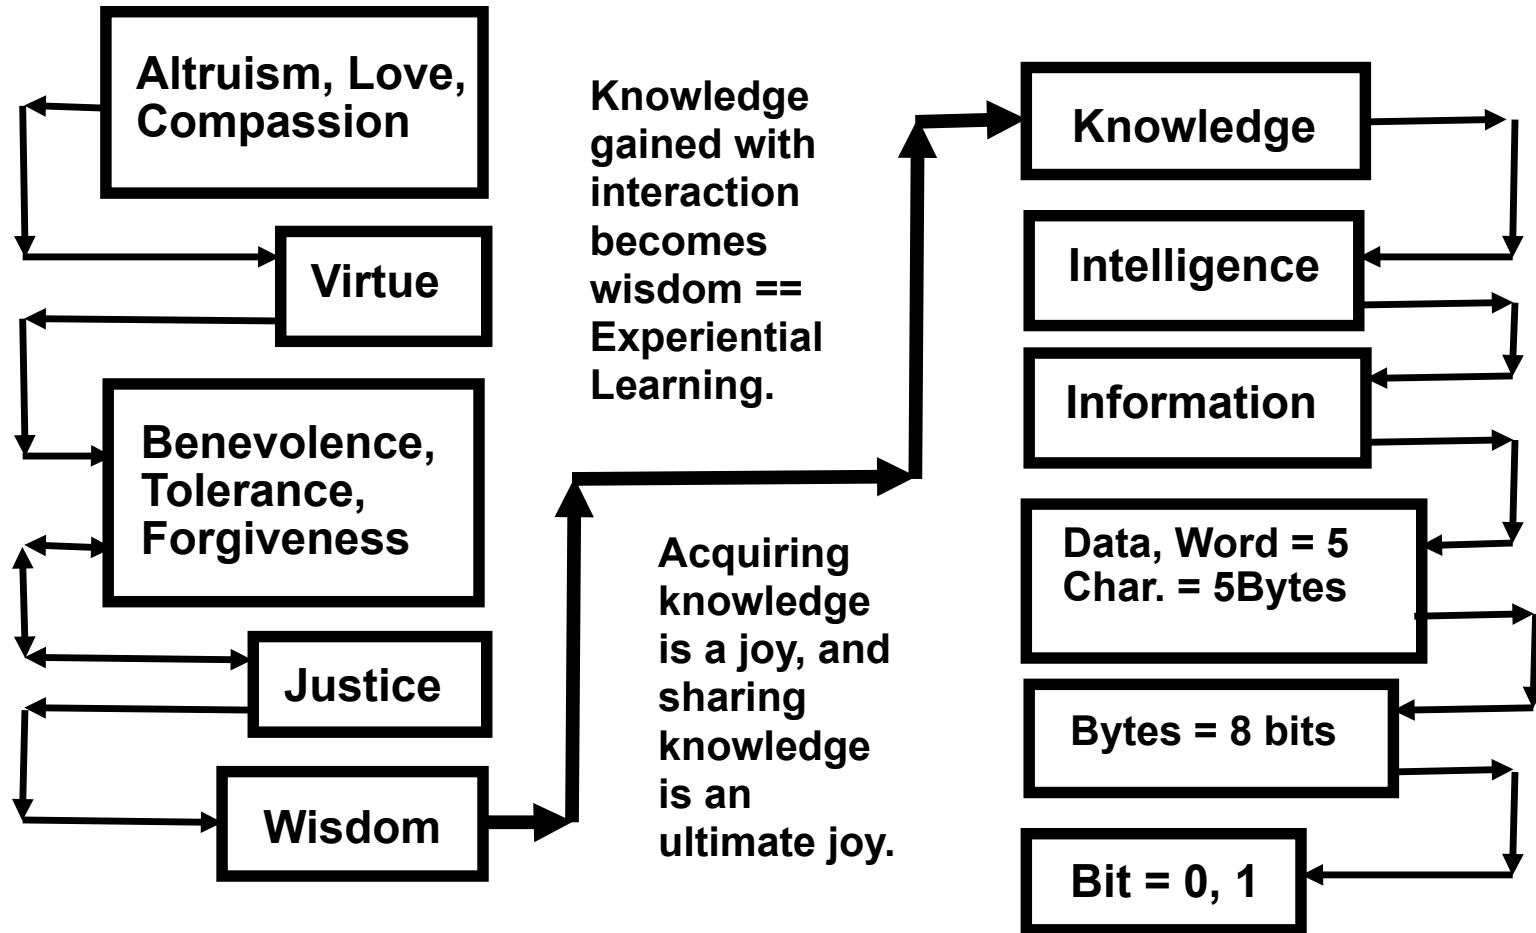 Altruism, Love,
Compassion
Virtue
Benevolence,
Tolerance,
Forgiveness
Justice
Wisdom
Knowledge
gained with
interaction
becomes
wisdom ==
Experiential
Learning.
Acquiring
knowledge
is a joy, and
sharing
knowledge
is an
ultimate joy.
Knowledge
Intelligence
Information
Data, Word = 5
Char. = 5Bytes
Bytes = 8 bits
Bit = 0, 1